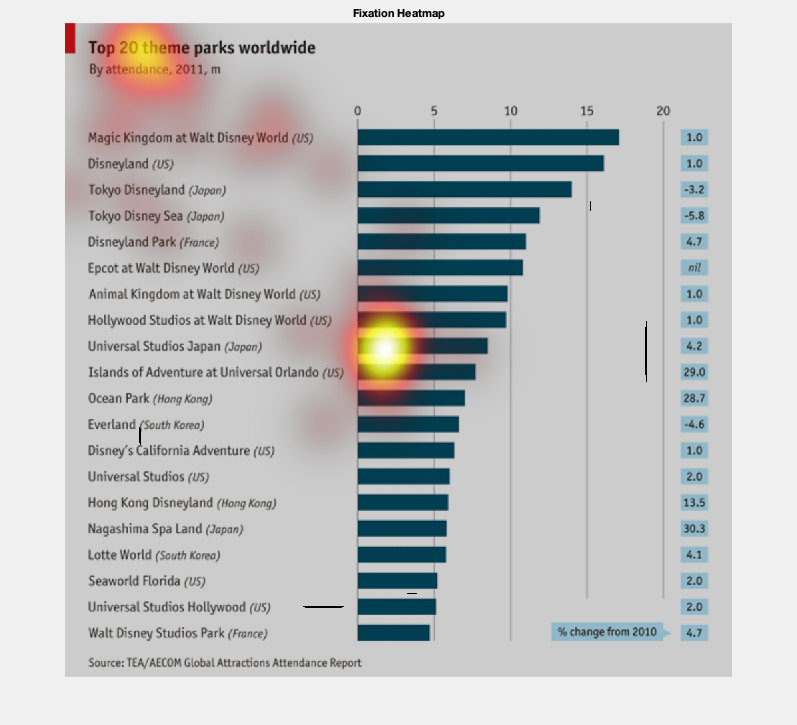 Fixation Heatmap
Top 20 theme parks worldwide
By attendance, 2011, m
0 5 10 15 20
Magic Kingdom at Walt Disney World (US) 1.0
Disneyland (US) 1.0
Tokyo Disneyland (Japan) -3.2
Tokyo Disney Sea (Japan) -5.8
Disneyland Park (France) 4.7
Epcot at Walt Disney World (US) nil
Animal Kingdom at Walt Disney World (US) 1.0
Hollywood Studios at Walt Disney World (US) 1.0
Universal Studios Japan (Japan) 4.2
Islands of Adventure at Universal Orlando (US) 29.0
Ocean Park (Hong Kong) 28.7
Everland (South Korea) -4.6
Disney's California Adventure (US) 1.0
Universal Studios (US) 2.0
Hong Kong Disneyland (Hong Kong) 13.5
Nagashima Spa Land (Japan) 30.3
Lotte World (South Korea) 4.1
Seaworld Florida (US) 2.0
Universal Studios Hollywood (US) 2.0
Walt Disney Studios Park (France) % change from 2010 4.7
Source: TEA/AECOM Global Attractions Attendance Report